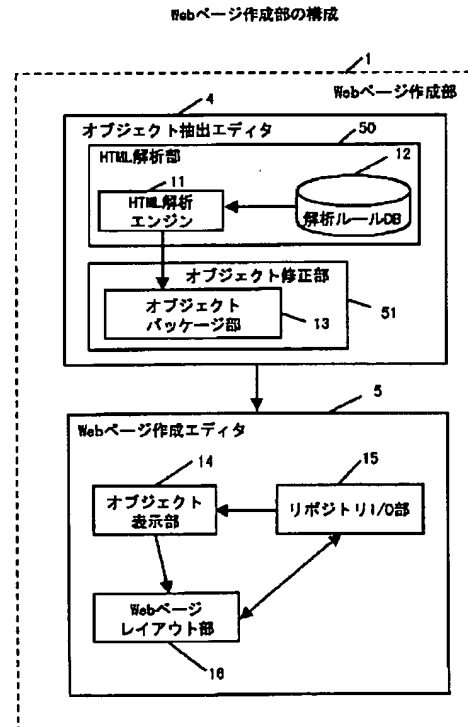 Webページ作成部の構成
1
Webページ作成部
4
オブジェクト抽出エディタ
50
HTML解析部
12
11
HTML解析
エンジン
解析ルールDB
オブジェクト修正部
オブジェクト
パッケージ部
13
51
5
Webページ作成エディタ
14
15
オブジェクト
表示部
リポジトリI/O部
Webページ
レイアウト部
16